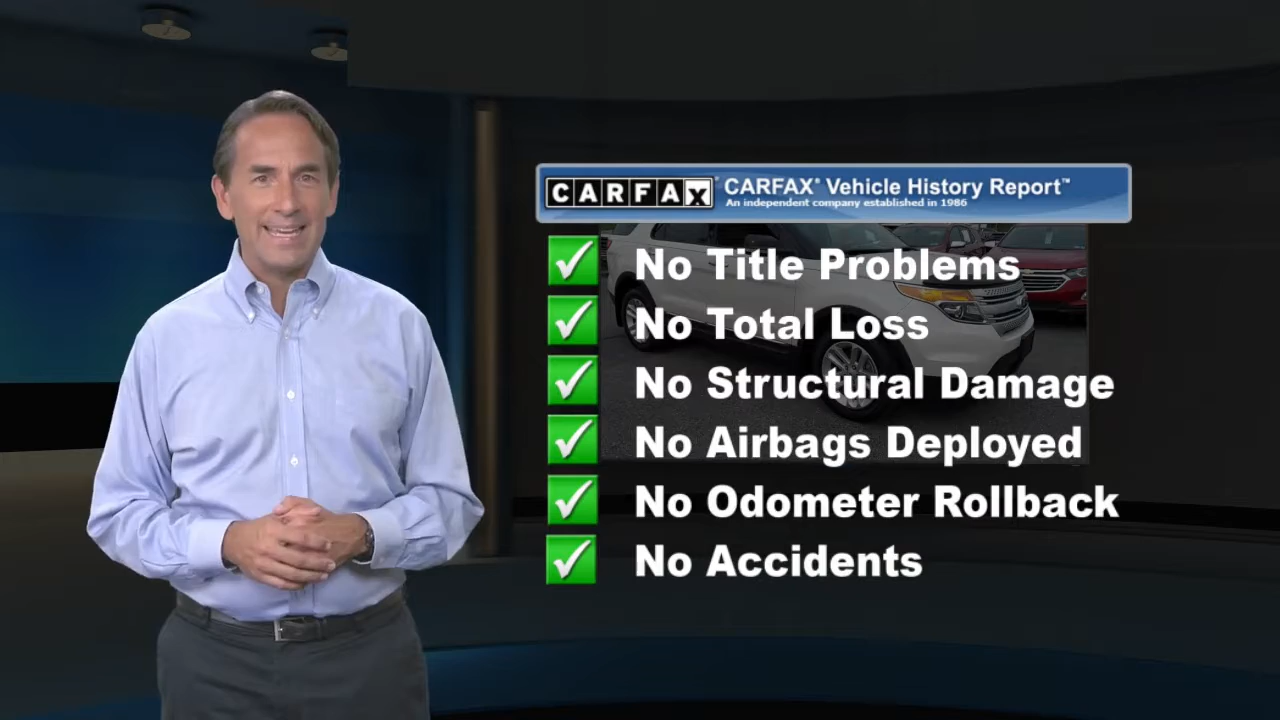 CARFAX
CARFAX® Vehicle History Report™
An independent company established in 1986
No Title Problems
No Total Loss
No Structural Damage
No Airbags Deployed
No Odometer Rollback
No Accidents